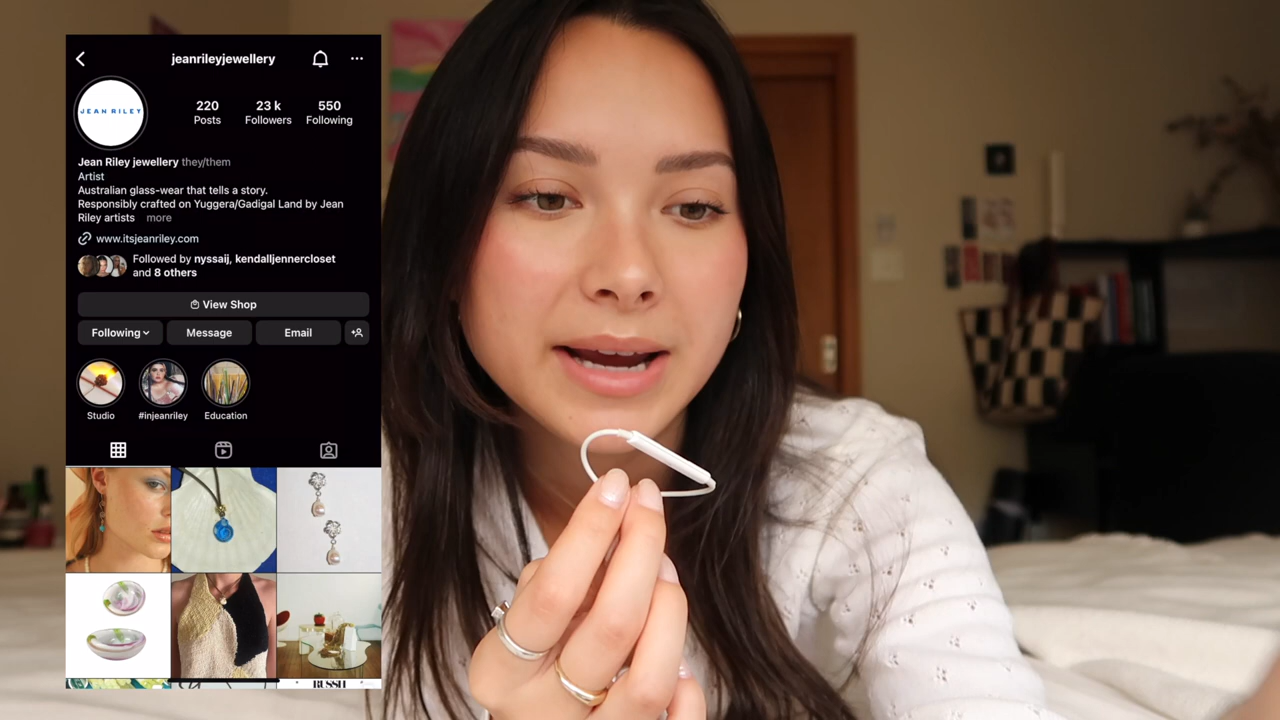 jeanrileyjewellery
JEAN RILEY
220
Posts
23 k
Followers
550
Following
Jean Riley jewellery they/them
Artist
Australian glass-wear that tells a story.
Responsibly crafted on Yuggera/Gadigal Land by Jean
Riley artists more
www.itsjeanriley.com
Followed by nyssaij, kendalljennercloset
and 8 others
View Shop
Following
Message
Email
Studio
#injeanriley
Education
RUSSH